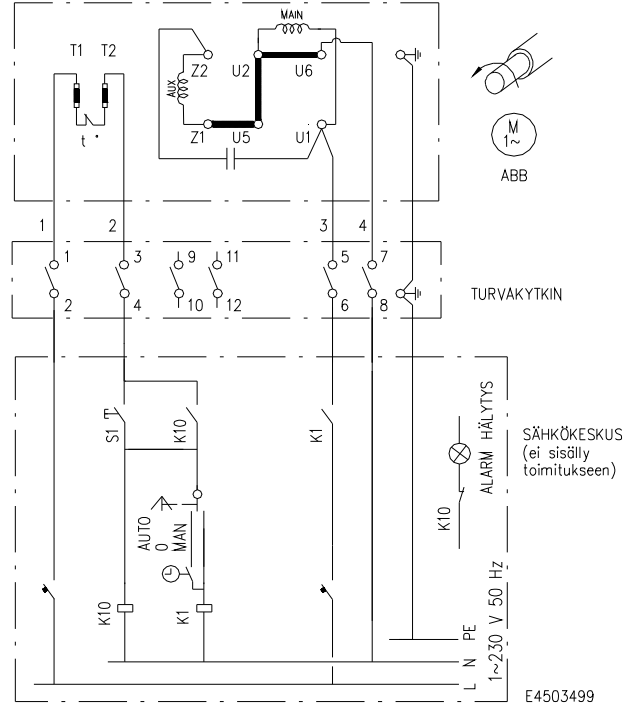 MAIN
T1 T2
Z2 U2 U6
AUX
t °
Z1 U5 U1
M
1~
ABB
1 2 3 4
1 3 9 11 5 7
2 4 10 12 6 8
TURVAKYTKIN
S1 K10 K1
ALARM HÄLYTYS
SÄHKÖKESKUS
(ei sisälly
toimitukseen)
K10
AUTO
0
MAN
K10 K1
PE
N
L
1~230 V 50 Hz
E4503499